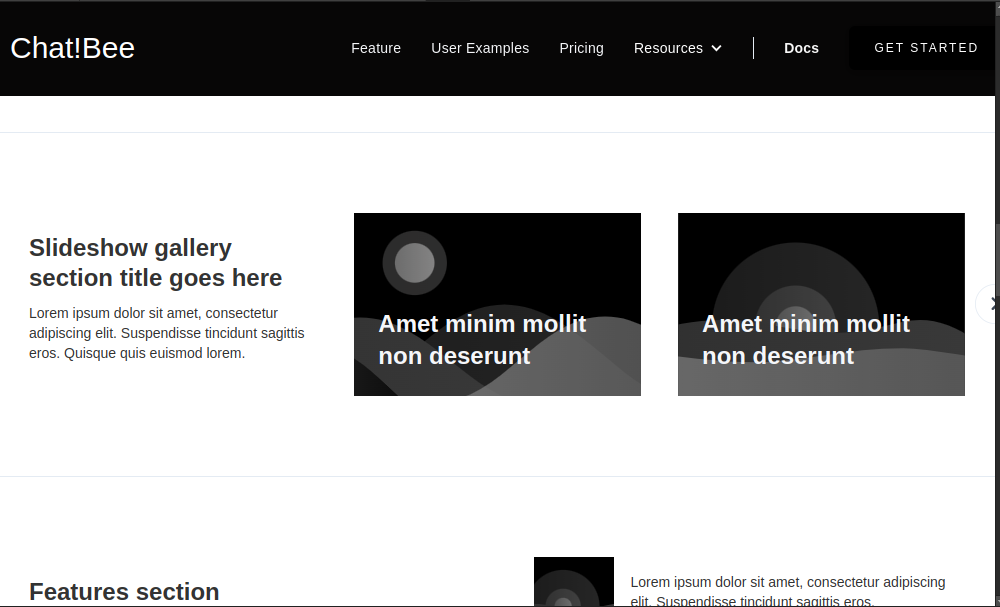 Chat!Bee
Feature
User Examples
Pricing
Resources
Docs
GET STARTED
Slideshow gallery
section title goes here
Lorem ipsum dolor sit amet, consectetur
adipiscing elit. Suspendisse tincidunt sagittis
eros. Quisque quis euismod lorem.
Amet minim mollit
non deserunt
Amet minim mollit
non deserunt
Features section
Lorem ipsum dolor sit amet, consectetur adipiscing
elit. Suspendisse tincidunt sagittis eros.